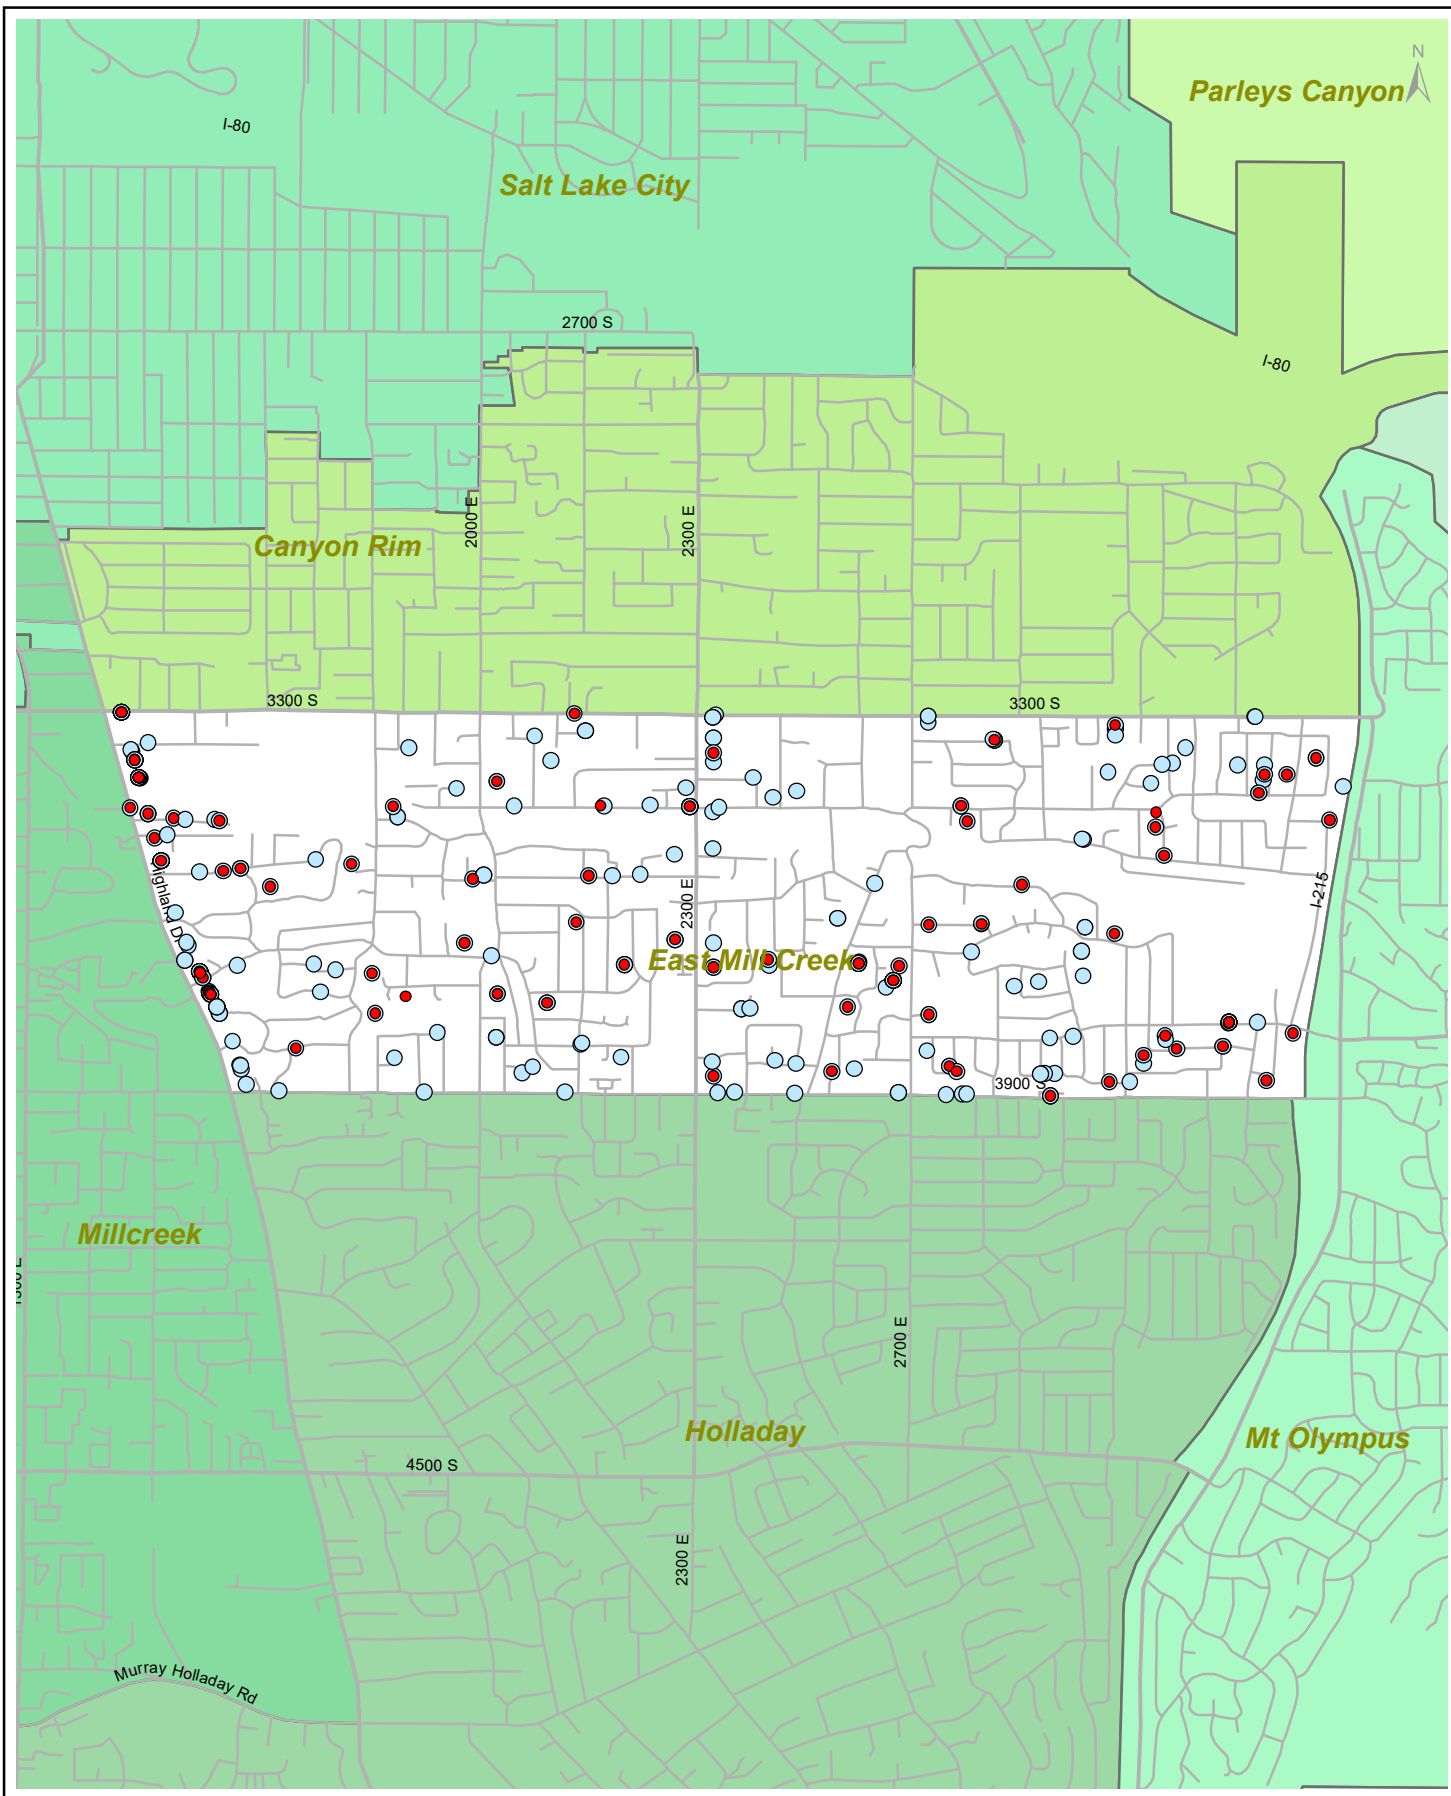 N
Parleys Canyon
I-80
Salt Lake City
2700 S
I-80
2000 E
2300 E
Canyon Rim
3300 S
3300 S
Highland D
I-215
2300 E
East Mill Creek
3900 S
Millcreek
2700 E
Holladay
Mt Olympus
4500 S
2300 E
Murray Holladay Rd